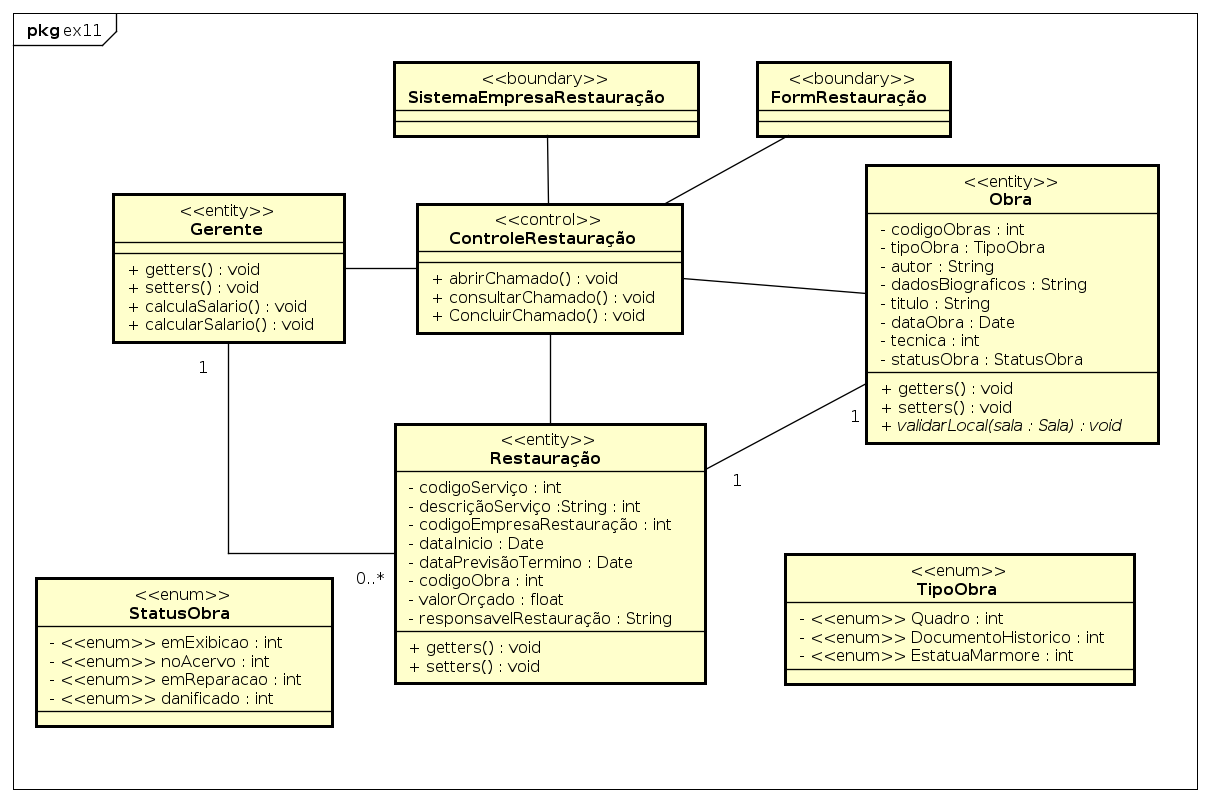 pkg ex11
<<boundary>>
SistemaEmpresaRestauração
<<boundary>>
FormRestauração
<<entity>>
Gerente
+ getters() : void
+ setters() : void
+ calculaSalario() : void
+ calcularSalario() : void
<<control>>
ControleRestauração
+ abrirChamado() : void
+ consultarChamado() : void
+ ConcluirChamado() : void
<<entity>>
Obra
- codigoObras : int
- tipoObra : TipoObra
- autor : String
- dadosBiograficos : String
- titulo : String
- dataObra : Date
- tecnica : int
- statusObra : StatusObra
+ getters() : void
+ setters() : void
+ validarLocal(sala : Sala) : void
1
1
1
0..*
<<entity>>
Restauração
- codigoServiço : int
- descriçãoServiço :String : int
- codigoEmpresaRestauração : int
- dataInicio : Date
- dataPrevisãoTermino : Date
- codigoObra : int
- valorOrçado : float
- responsavelRestauração : String
+ getters() : void
+ setters() : void
<<enum>>
StatusObra
- <<enum>> emExibicao : int
- <<enum>> noAcervo : int
- <<enum>> emReparacao : int
- <<enum>> danificado : int
<<enum>>
TipoObra
- <<enum>> Quadro : int
- <<enum>> DocumentoHistorico : int
- <<enum>> EstatuaMarmore : int